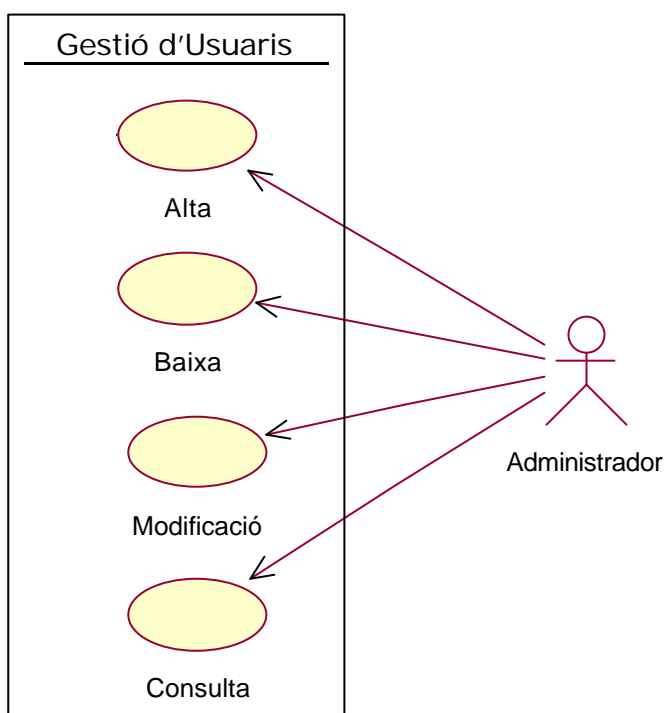 Gestió d'Usuaris
Alta
Baixa
Modificació
Administrador
Consulta